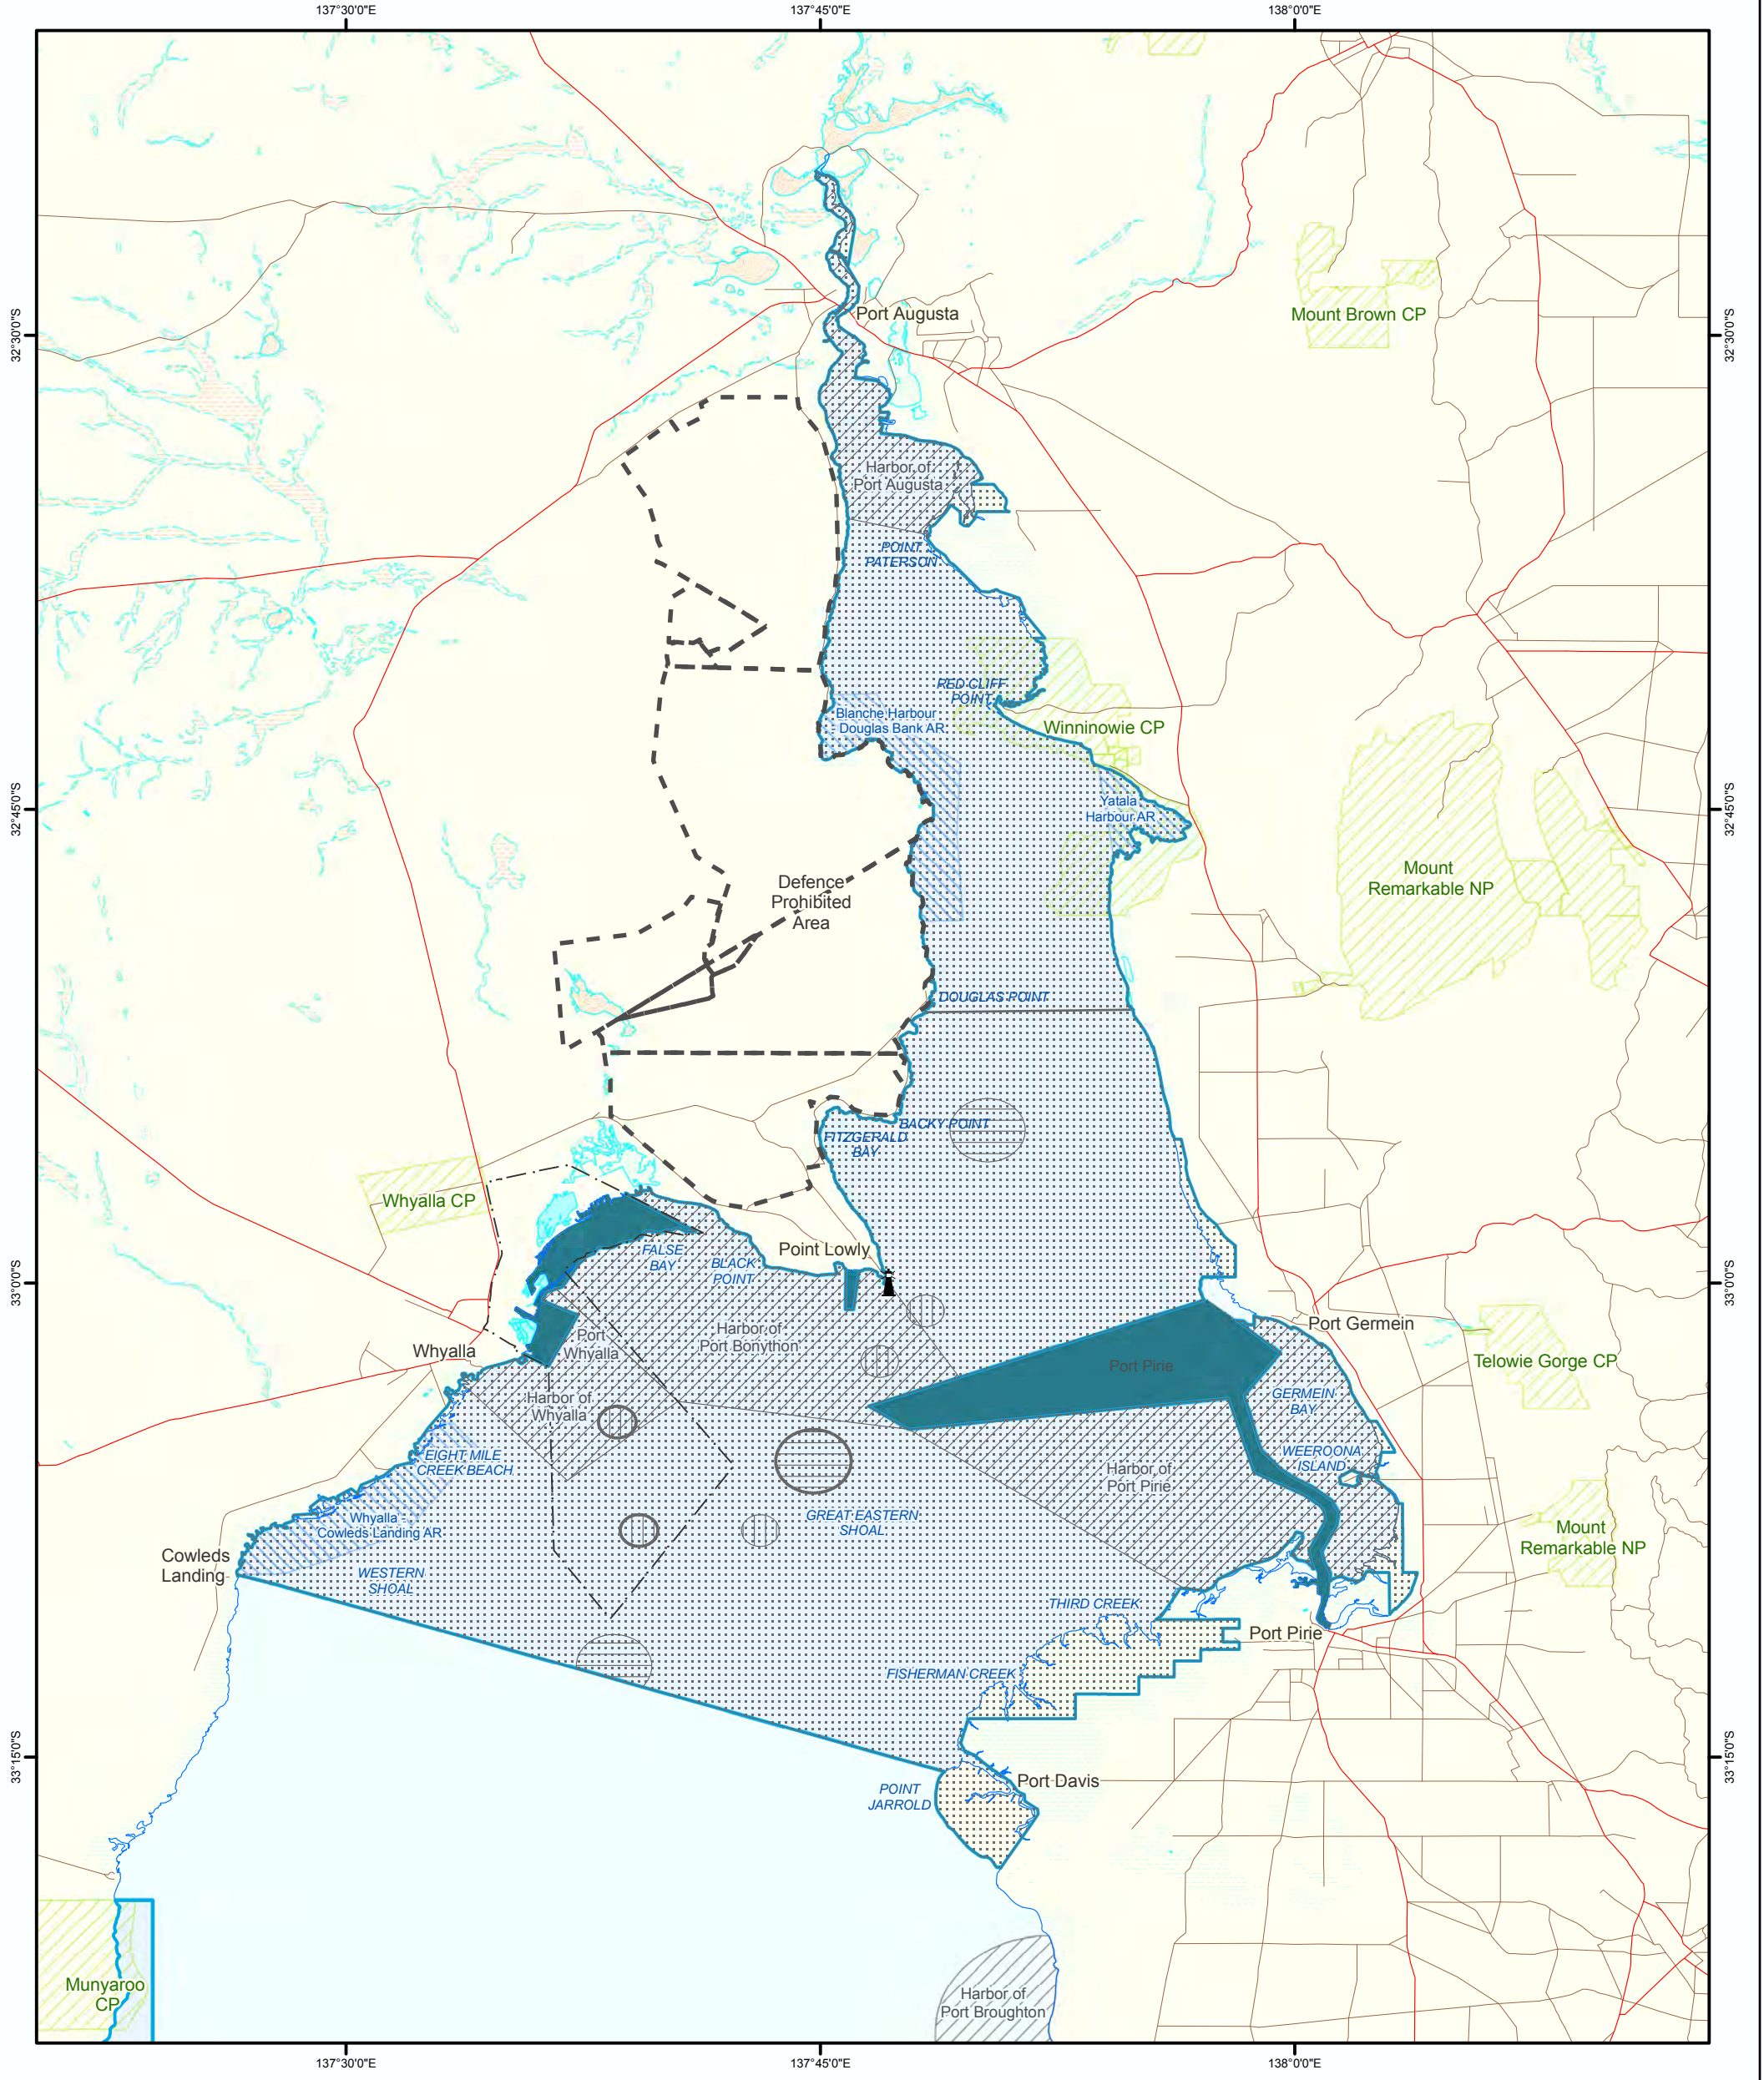 137°30'0"E
137°45'0"E
138°0'0"E
32°30'0"S
32°30'0"S
Port Augusta
Mount Brown CP
Harbor of
Port Augusta
POINT
PATERSON
RED CLIFF
POINT
Blanche Harbour
- Douglas Bank AR
Winninowie CP
32°45'0"S
32°45'0"S
Yatala
Harbour AR
Mount
Remarkable NP
Defence
Prohibited
Area
DOUGLAS POINT
BACKY POINT
FITZGERALD
BAY
Whyalla CP
Point Lowly
FALSE
BAY
BLACK
POINT
33°0'0"S
33°0'0"S
Port Germein
Port
Whyalla
Harbor of
Port Bonython
Whyalla
Port Pirie
Telowie Gorge CP
Harbor of
Whyalla
GERMEIN
BAY
EIGHT MILE
CREEK BEACH
WEEROONA
ISLAND
Harbor of
Port Pirie
Whyalla -
Cowleds Landing AR
GREAT EASTERN
SHOAL
Mount
Remarkable NP
Cowleds
Landing
WESTERN
SHOAL
THIRD CREEK
Port Pirie
FISHERMAN CREEK
33°15'0"S
33°15'0"S
Port Davis
POINT
JARROLD
Munyaroo
CP
Harbor of
Port Broughton
137°30'0"E
137°45'0"E
138°0'0"E